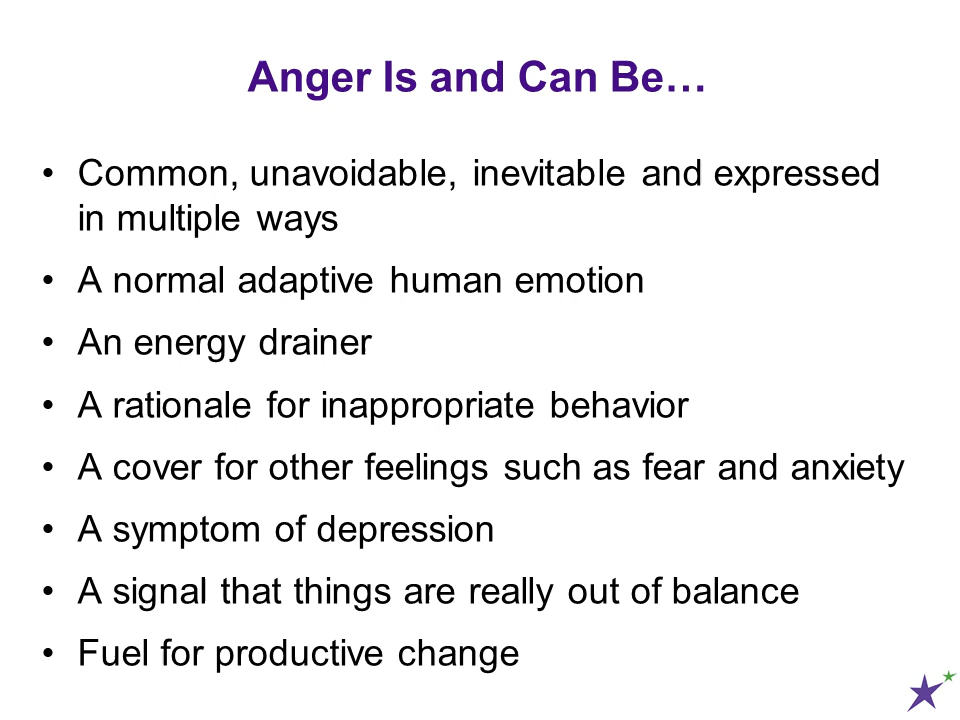 Anger Is and Can Be…
• Common, unavoidable, inevitable and expressed
in multiple ways
• A normal adaptive human emotion
• An energy drainer
• A rationale for inappropriate behavior
• A cover for other feelings such as fear and anxiety
• A symptom of depression
• A signal that things are really out of balance
• Fuel for productive change